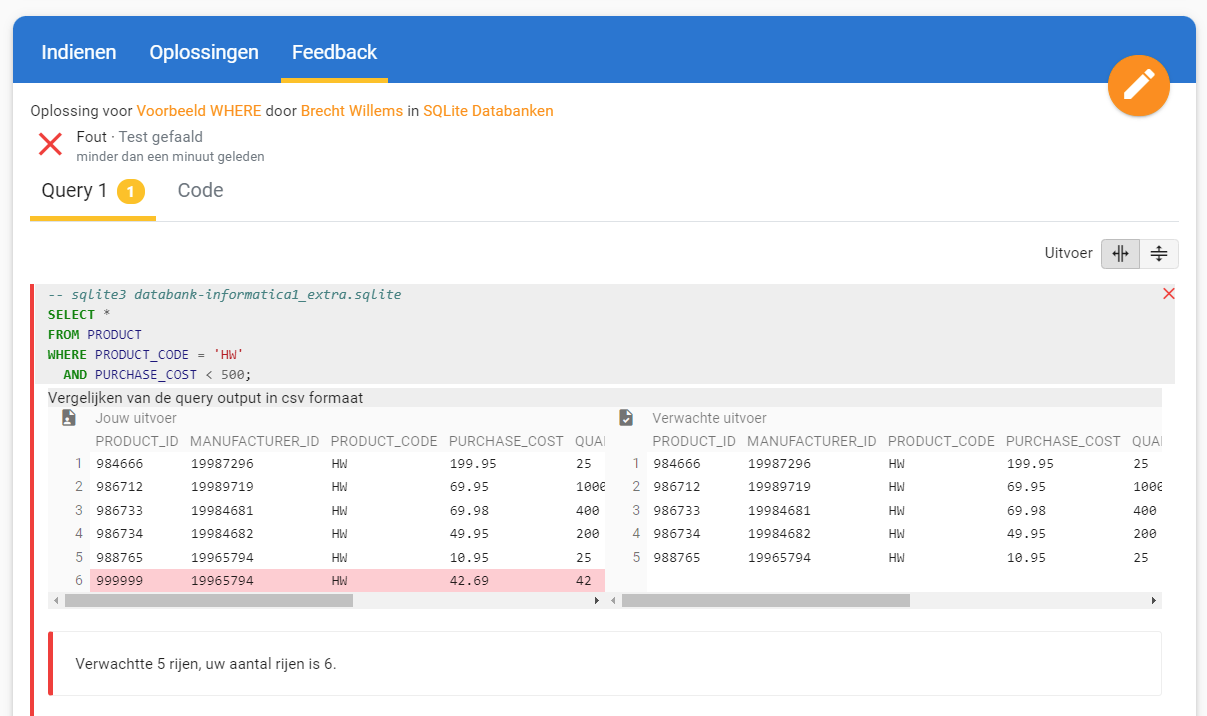 Indienen Oplossingen Feedback
Oplossing voor Voorbeeld WHERE door Brecht Willems in SQLite Databanken
Fout · Test gefaald
minder dan een minuut geleden
Query 1 1 Code
Uitvoer
-- sqlite3 databank-informatica1_extra.sqlite
SELECT *
FROM PRODUCT
WHERE PRODUCT_CODE = 'HW'
AND PURCHASE_COST < 500;
Vergelijken van de query output in csv formaat
Jouw uitvoer Verwachte uitvoer
PRODUCT_ID MANUFACTURER_ID PRODUCT_CODE PURCHASE_COST QUA PRODUCT_ID MANUFACTURER_ID PRODUCT_CODE PURCHASE_COST QUA
1 984666 19987296 HW 199.95 25 1 984666 19987296 HW 199.95 25
2 986712 19989719 HW 69.95 1000 2 986712 19989719 HW 69.95 1000
3 986733 19984681 HW 69.98 400 3 986733 19984681 HW 69.98 400
4 986734 19984682 HW 49.95 200 4 986734 19984682 HW 49.95 200
5 988765 19965794 HW 10.95 25 5 988765 19965794 HW 10.95 25
6 999999 19965794 HW 42.69 42
Verwachtte 5 rijen, uw aantal rijen is 6.